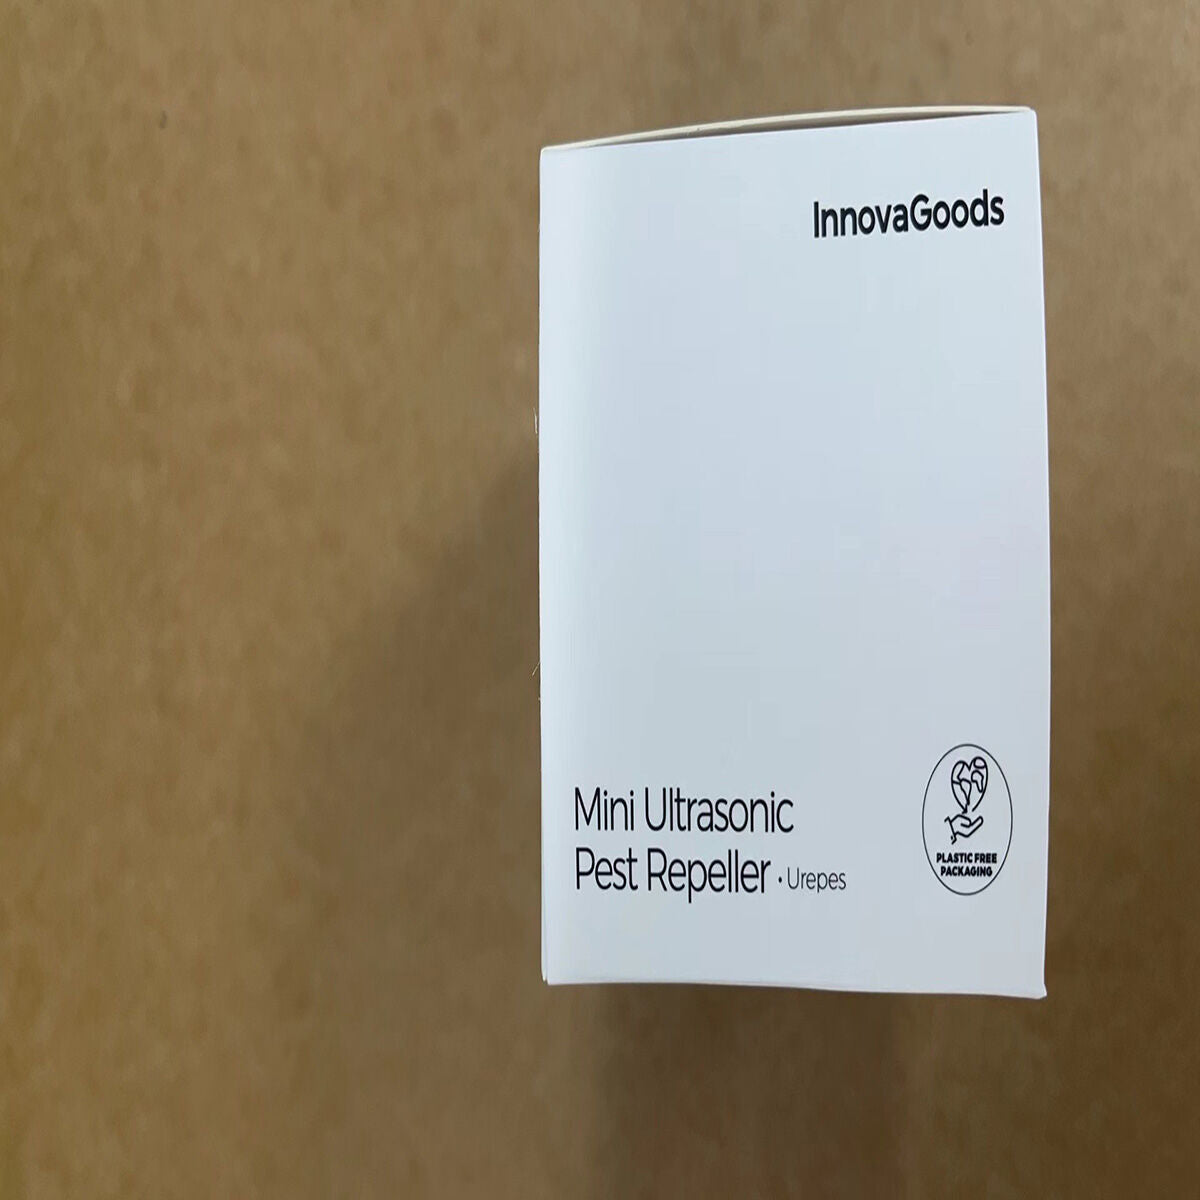 InnovaGoods
Mini Ultrasonic
Pest Repeller · Urepes
PLASTIC FREE
PACKAGING